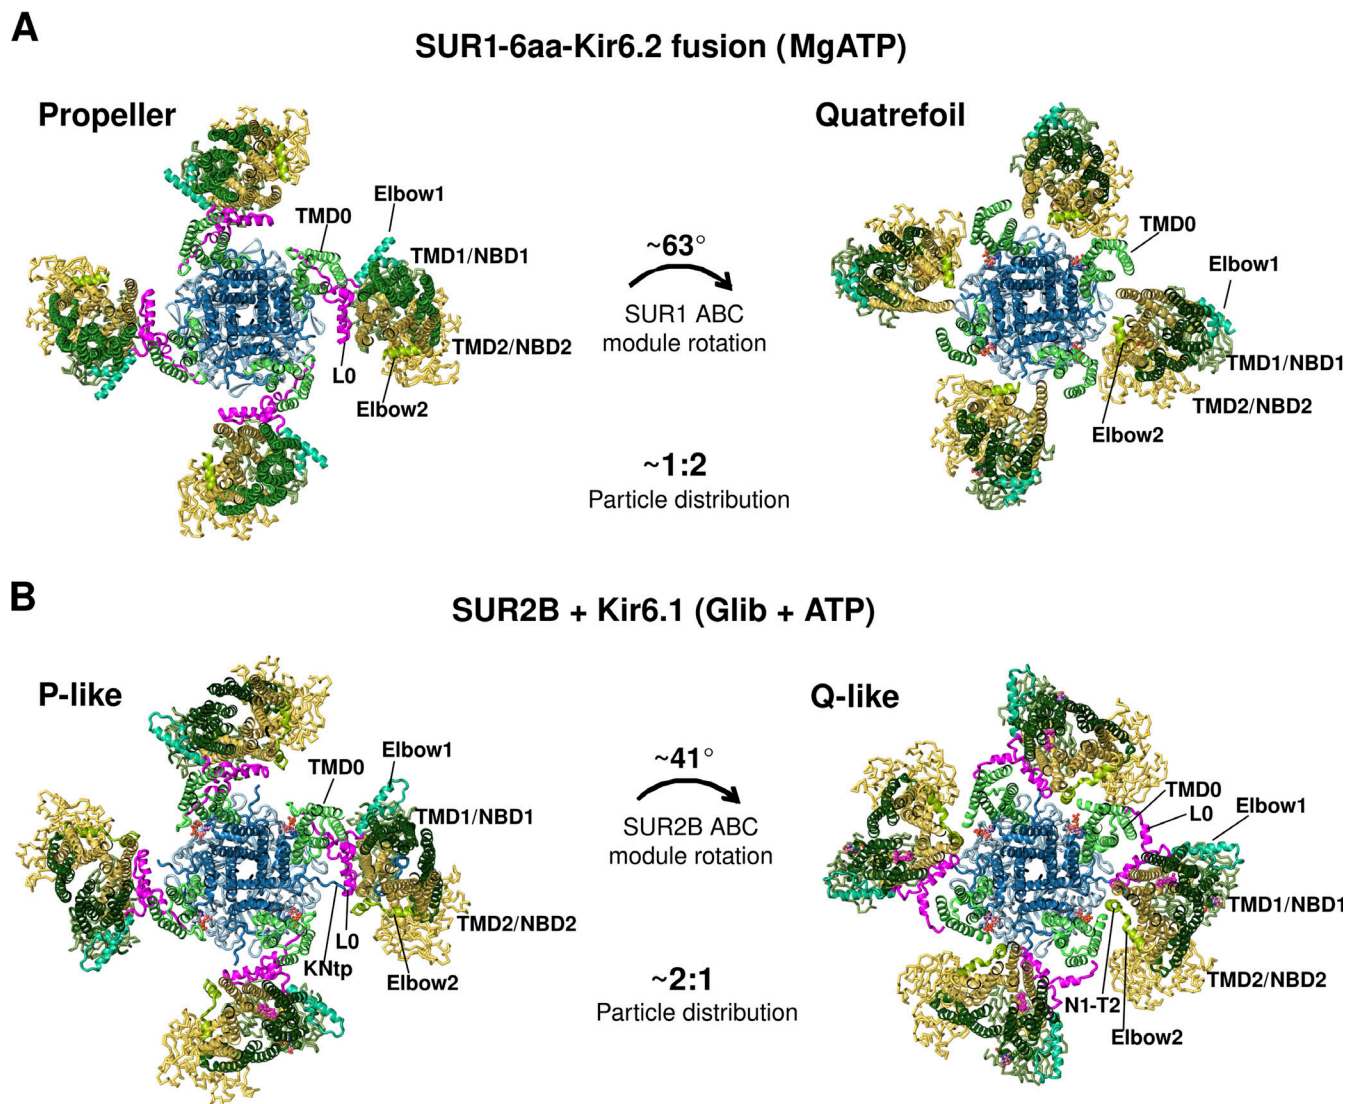 A
SUR1-6aa-Kir6.2 fusion (MgATP)
Propeller
Quatrefoil
Elbow1
TMD0
TMD1/NBD1
TMD2/NBD2
L0
Elbow2
~63°
SUR1 ABC
module rotation
~1:2
Particle distribution
TMD0
Elbow1
TMD1/NBD1
TMD2/NBD2
Elbow2
B
SUR2B + Kir6.1 (Glib + ATP)
P-like
Q-like
Elbow1
TMD0
TMD1/NBD1
TMD2/NBD2
L0
KNtp
Elbow2
~41°
SUR2B ABC
module rotation
~2:1
Particle distribution
TMD0
L0
Elbow1
TMD1/NBD1
TMD2/NBD2
N1-T2
Elbow2